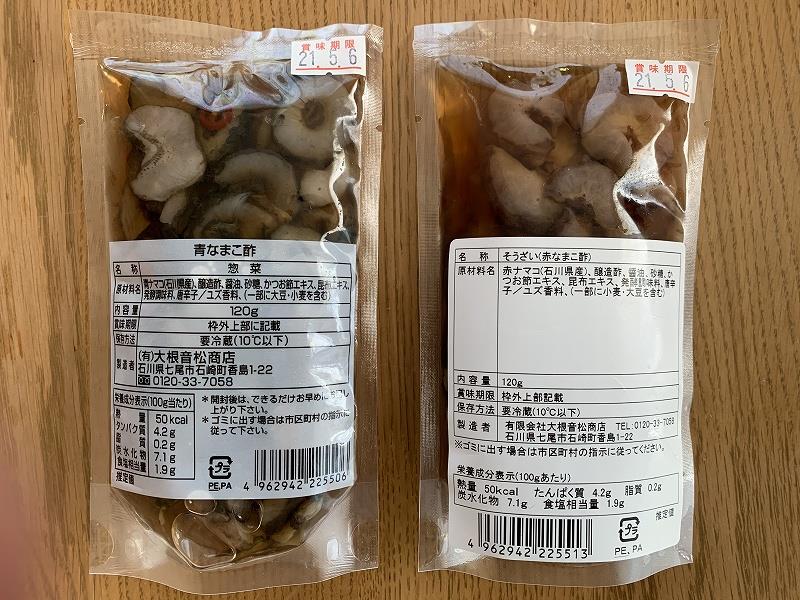 賞味期限
21.5.6
青なまこ酢
名称 惣菜
原材料名 青ナマコ(石川県産)、醸造酢、醤油、砂糖、かつお節エキス、昆布エキス、
発酵調味料、唐辛子／ユズ香料、(一部に大豆・小麦を含む)
内容量 120g
賞味期限 枠外上部に記載
保存方法 要冷蔵(10℃以下)
製造者 (有)大根音松商店
石川県七尾市石崎町香島1-22
0120-33-7058
栄養成分表示(100g当たり)
熱量 50kcal
タンパク質 4.2g
脂質 0.2g
炭水化物 7.1g
食塩相当量 1.9g
推定値
*開封後は、できるだけお早めにお召し
上がり下さい。
*ゴミに出す場合は市区町村の指示に
従って下さい。
プラ
PE,PA
4 962942 225506
賞味期限
21.5.6
名称 そうざい(赤なまこ酢)
原材料名 赤ナマコ(石川県産)、醸造酢、醤油、砂糖、か
つお節エキス、昆布エキス、発酵調味料、唐辛
子／ユズ香料、(一部に小麦・大豆を含む)
内容量 120g
賞味期限 枠外上部記載
保存方法 要冷蔵(10℃以下)
製造者 有限会社大根音松商店 TEL:0120-33-7058
石川県七尾市石崎町香島1-22
*ゴミに出す場合は市区町村の指示に従ってください。
栄養成分表示(100gあたり)
熱量 50kcal たんぱく質 4.2g 脂質 0.2g
炭水化物 7.1g 食塩相当量 1.9g
推定値
4 962942 225513
プラ
PE,PA